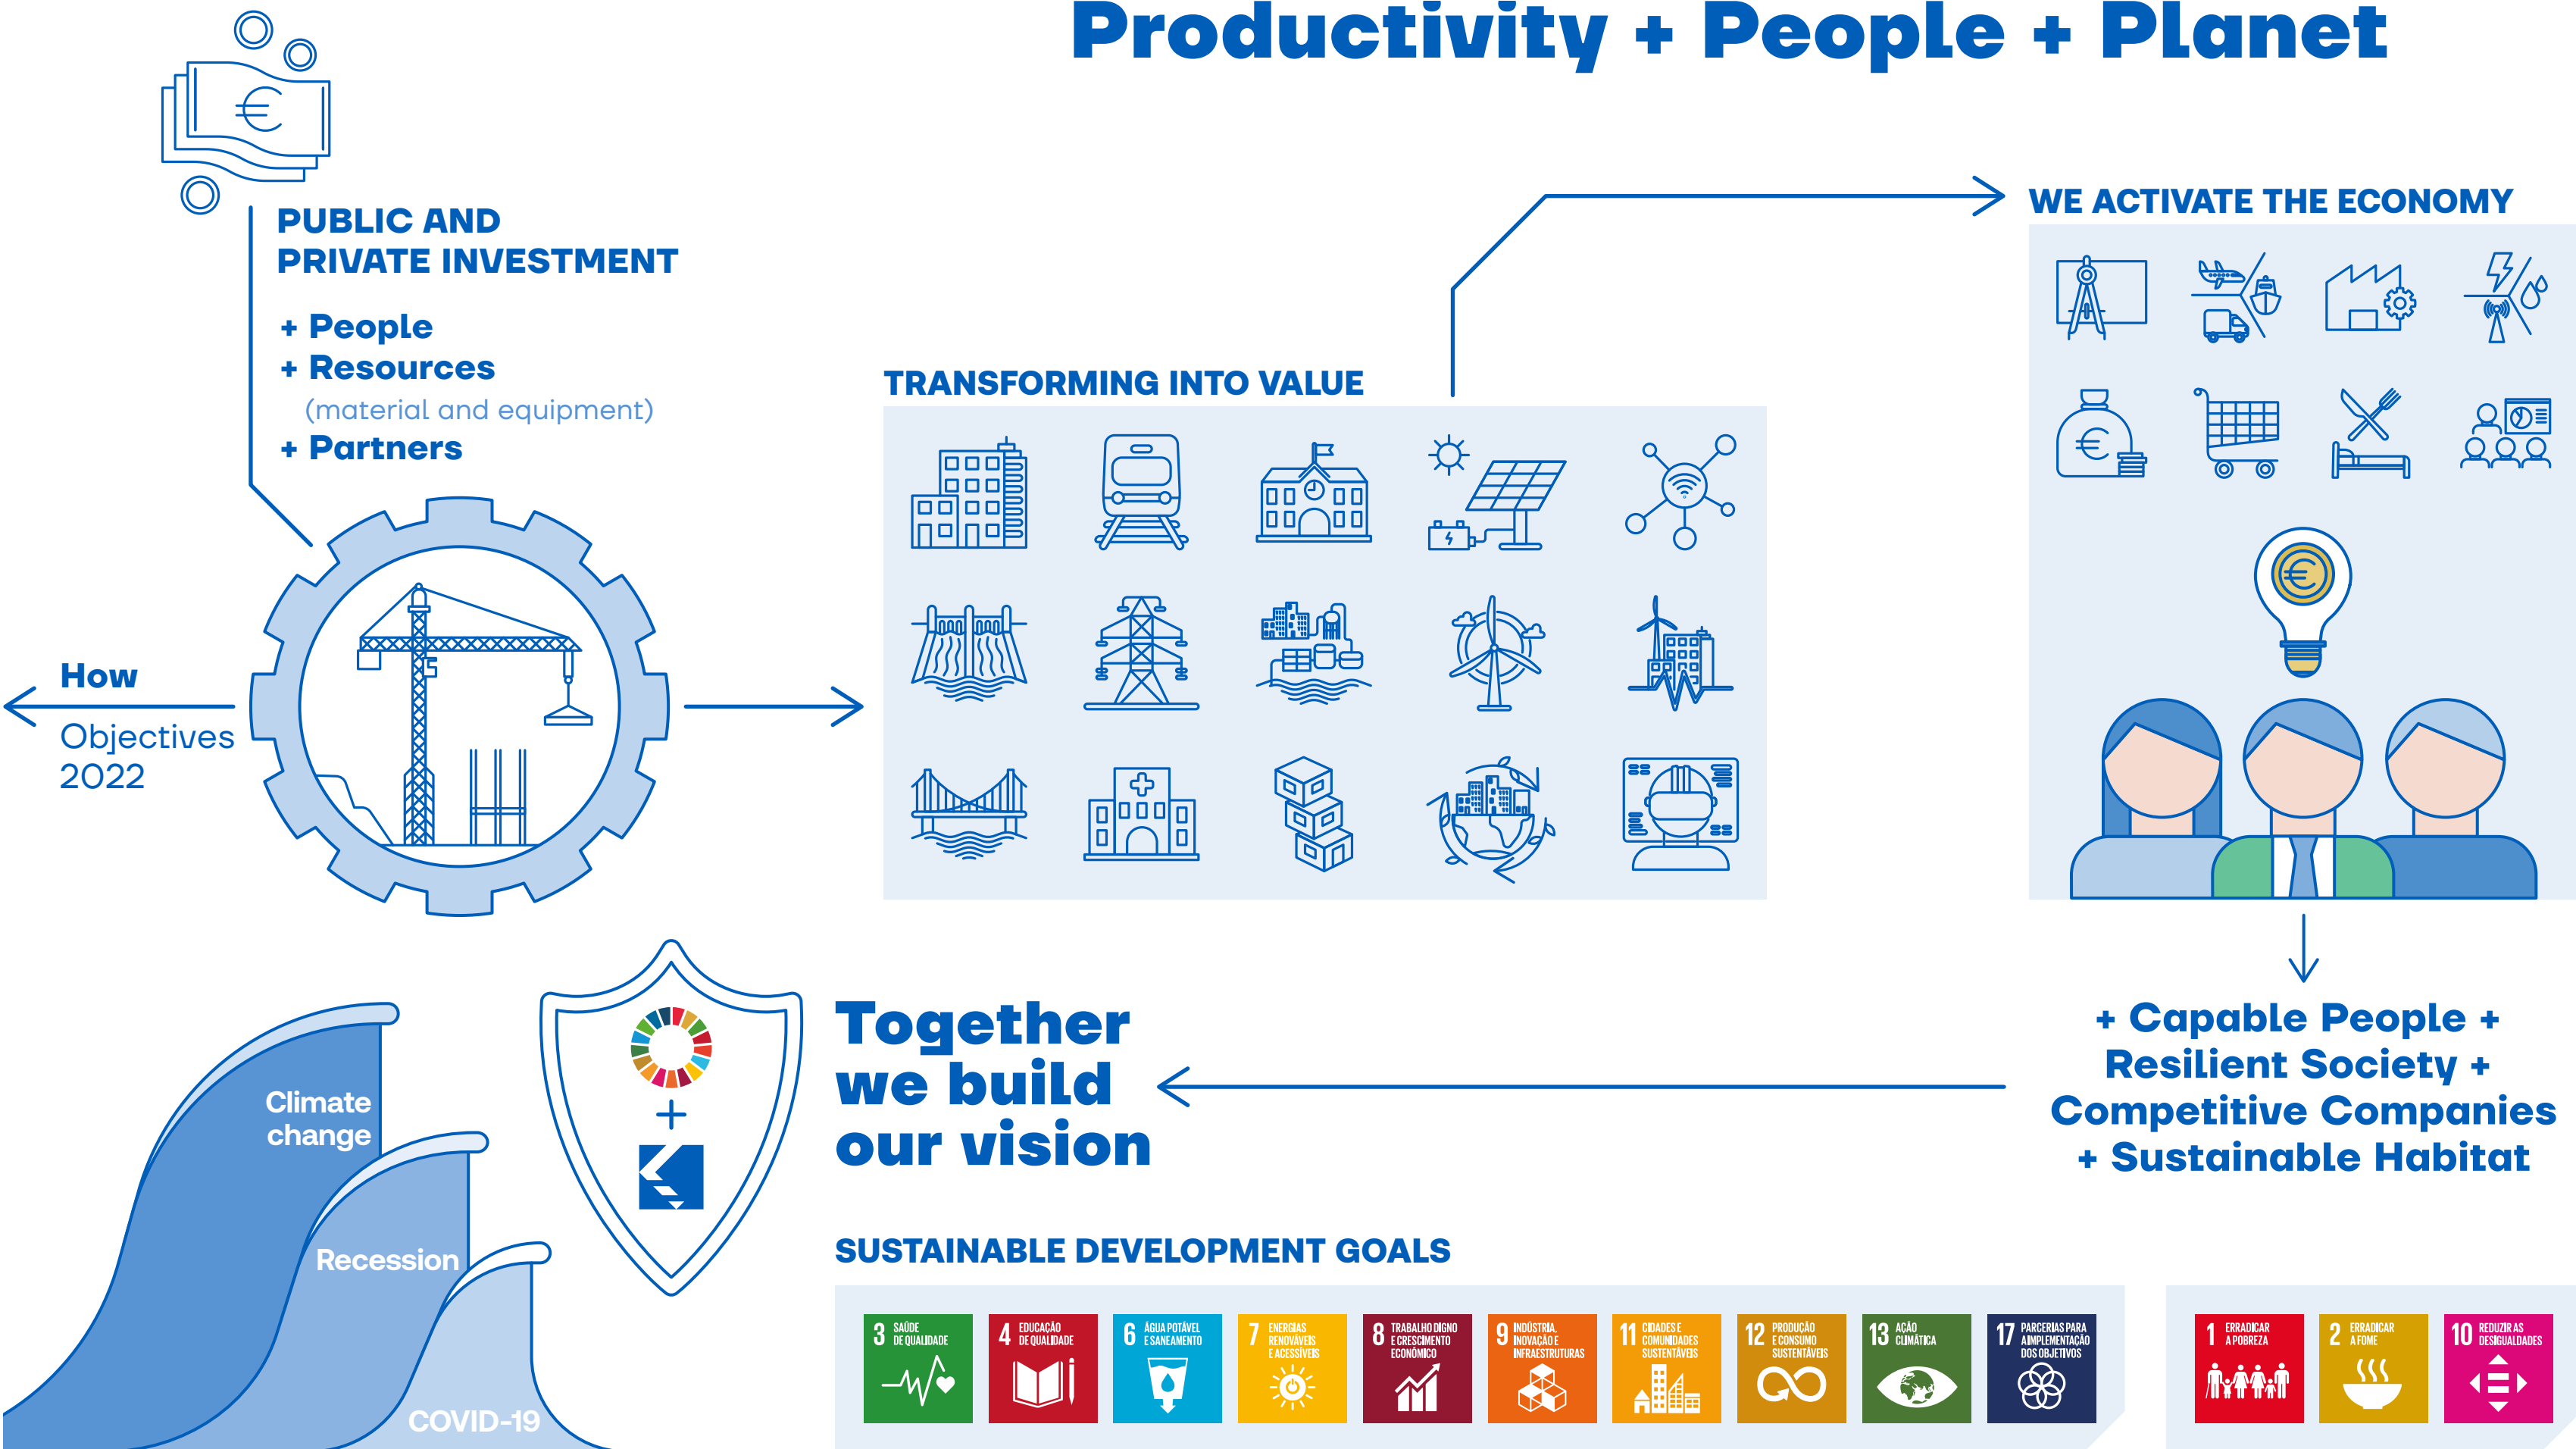 Productivity + People + Planet
PUBLIC AND
PRIVATE INVESTMENT
+ People
+ Resources
(material and equipment)
+ Partners
How
Objectives
2022
TRANSFORMING INTO VALUE
WE ACTIVATE THE ECONOMY
+ Capable People +
Resilient Society +
Competitive Companies
+ Sustainable Habitat
Together
we build
our vision
Climate
change
Recession
COVID-19
SUSTAINABLE DEVELOPMENT GOALS
3 SAÚDE
DE QUALIDADE
4 EDUCAÇÃO
DE QUALIDADE
6 ÁGUA POTÁVEL
E SANEAMENTO
7 ENERGIAS
RENOVÁVEIS
E ACESSÍVEIS
8 TRABALHO DIGNO
E CRESCIMENTO
ECONÓMICO
9 INDÚSTRIA,
INOVAÇÃO E
INFRAESTRUTURAS
11 CIDADES E
COMUNIDADES
SUSTENTÁVEIS
12 PRODUÇÃO
E CONSUMO
SUSTENTÁVEIS
13 AÇÃO
CLIMÁTICA
17 PARCERIAS PARA
A IMPLEMENTAÇÃO
DOS OBJETIVOS
1 ERRADICAR
A POBREZA
2 ERRADICAR
A FOME
10 REDUZIR AS
DESIGUALDADES